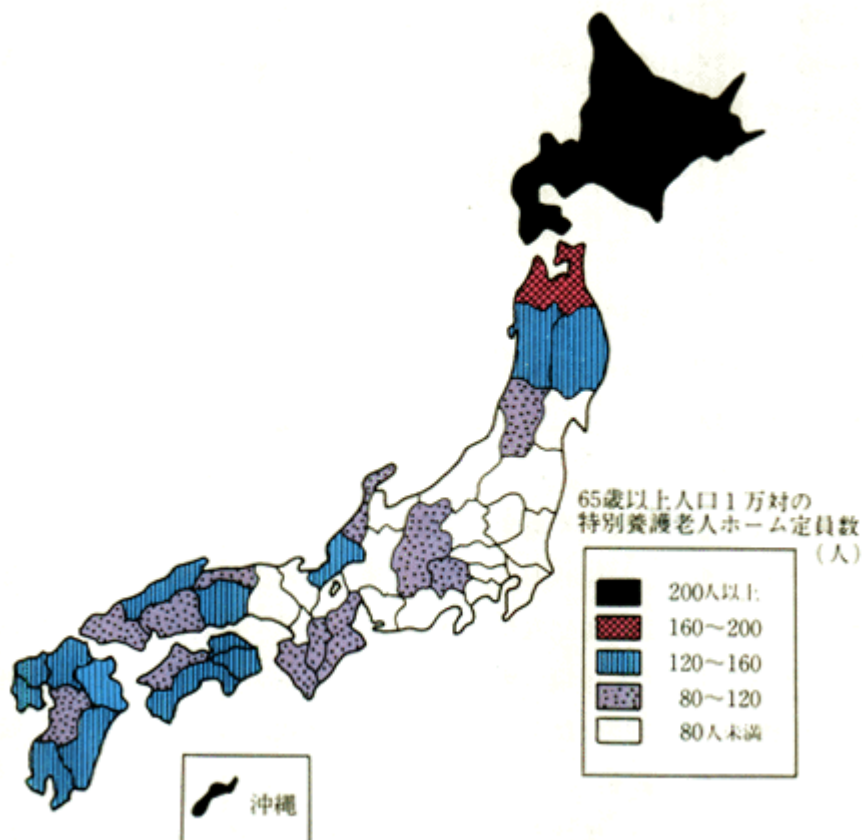 65歳以上人口1万対の
特別養護老人ホーム定員数
（人）
200人以上
160〜200
120〜160
80〜120
80人未満
沖縄